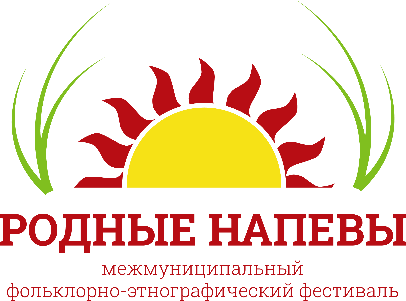 РОДНЫЕ НАПЕВЫ
межмуниципальный
фольклорно-этнографический фестиваль